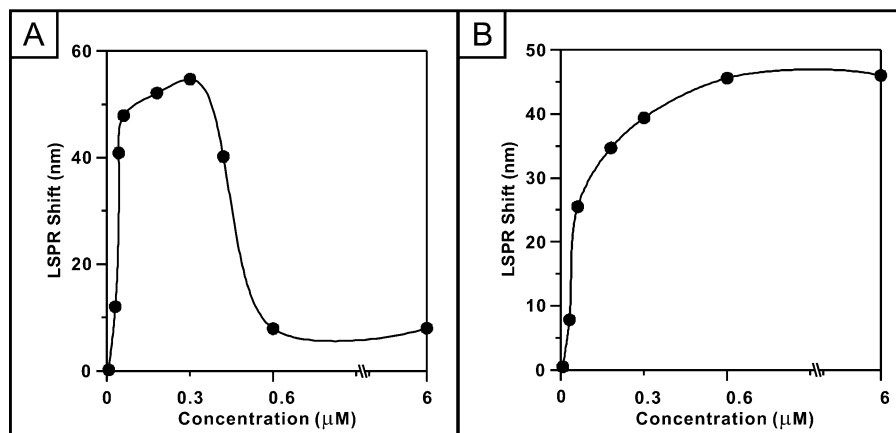 A
60
40
20
0
LSPR Shift (nm)
0 0.3 0.6 6
Concentration (μM)
B
50
40
30
20
10
0
LSPR Shift (nm)
0 0.3 0.6 6
Concentration (μM)